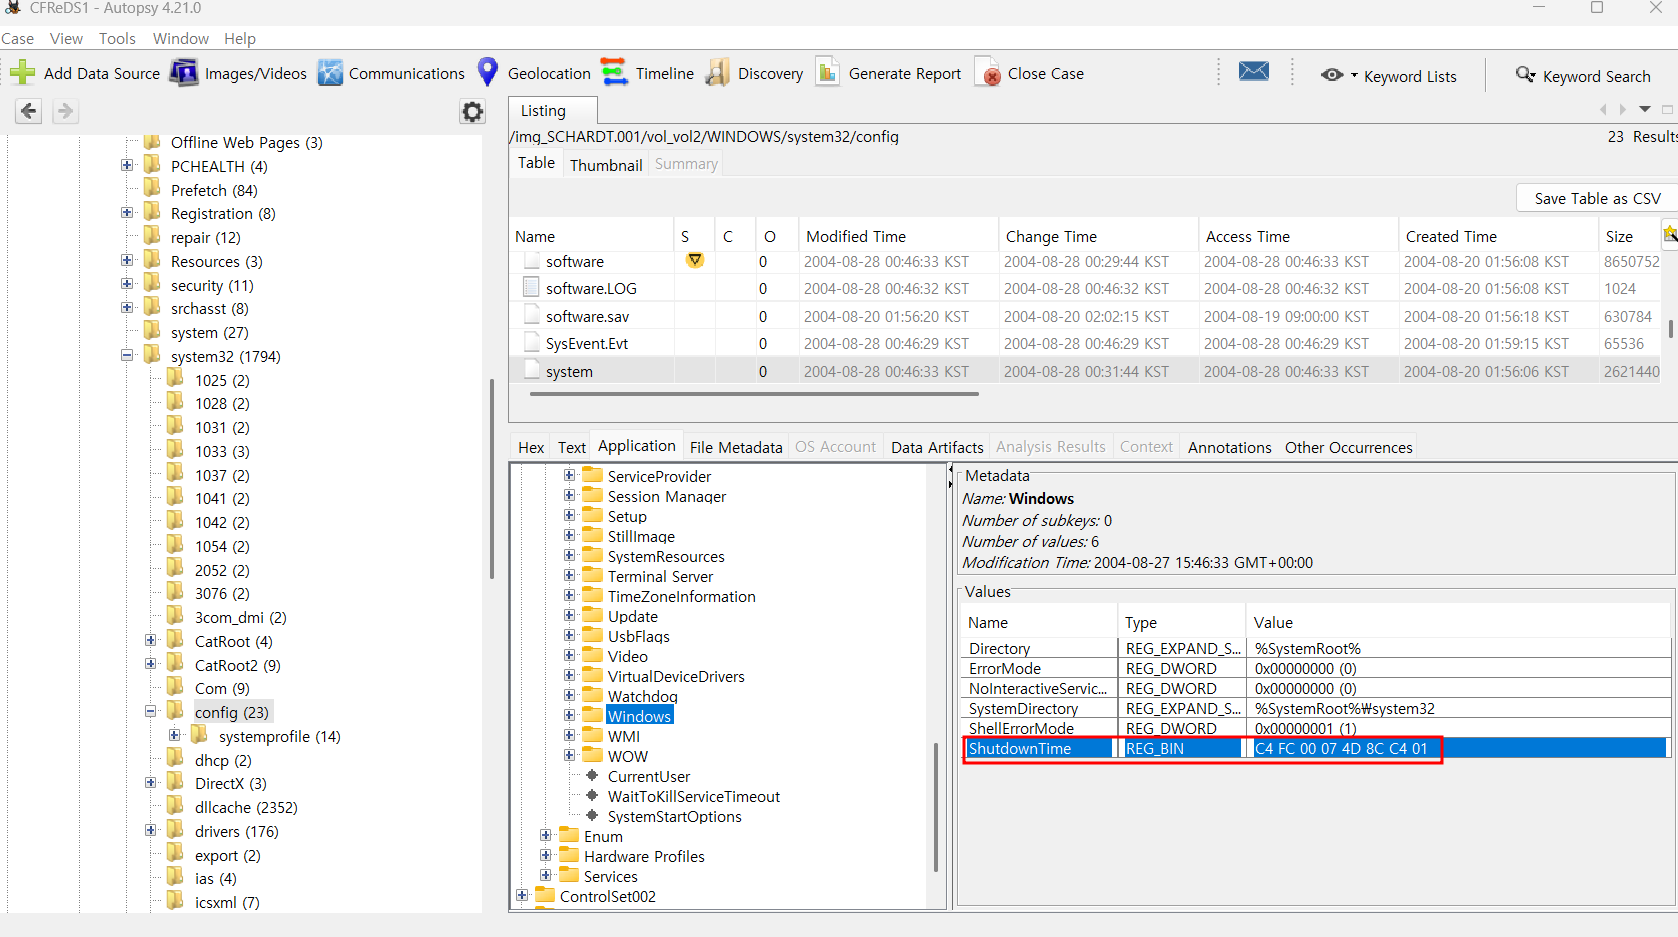 CFReDS1 - Autopsy 4.21.0
Case View Tools Window Help
Add Data Source Images/Videos Communications Geolocation Timeline Discovery Generate Report Close Case Keyword Lists Keyword Search
Offline Web Pages (3)
PCHEALTH (4)
Prefetch (84)
Registration (8)
repair (12)
Resources (3)
security (11)
srchasst (8)
system (27)
system32 (1794)
1025 (2)
1028 (2)
1031 (2)
1033 (3)
1037 (2)
1041 (2)
1042 (2)
1054 (2)
2052 (2)
3076 (2)
3com_dmi (2)
CatRoot (4)
CatRoot2 (9)
Com (9)
config (23)
systemprofile (14)
dhcp (2)
DirectX (3)
dllcache (2352)
drivers (176)
export (2)
ias (4)
icsxml (7)
Listing
/img_SCHARDT.001/vol_vol2/WINDOWS/system32/config 23 Results
Table Thumbnail Summary
Save Table as CSV
Name S C O Modified Time Change Time Access Time Created Time Size
software 0 2004-08-28 00:46:33 KST 2004-08-28 00:29:44 KST 2004-08-28 00:46:33 KST 2004-08-20 01:56:08 KST 8650752
software.LOG 0 2004-08-28 00:46:32 KST 2004-08-28 00:46:32 KST 2004-08-28 00:46:32 KST 2004-08-20 01:56:08 KST 1024
software.sav 0 2004-08-20 01:56:20 KST 2004-08-20 02:02:15 KST 2004-08-19 09:00:00 KST 2004-08-20 01:56:18 KST 630784
SysEvent.Evt 0 2004-08-28 00:46:29 KST 2004-08-28 00:46:29 KST 2004-08-28 00:46:29 KST 2004-08-20 01:59:15 KST 65536
system 0 2004-08-28 00:46:33 KST 2004-08-28 00:31:44 KST 2004-08-28 00:46:33 KST 2004-08-20 01:56:06 KST 2621440
Hex Text Application File Metadata OS Account Data Artifacts Analysis Results Context Annotations Other Occurrences
ServiceProvider
Session Manager
Setup
StillImage
SystemResources
Terminal Server
TimeZoneInformation
Update
UsbFlags
Video
VirtualDeviceDrivers
Watchdog
Windows
WMI
WOW
CurrentUser
WaitToKillServiceTimeout
SystemStartOptions
Enum
Hardware Profiles
Services
ControlSet002
Metadata
Name: Windows
Number of subkeys: 0
Number of values: 6
Modification Time: 2004-08-27 15:46:33 GMT+00:00
Values
Name Type Value
Directory REG_EXPAND_S... %SystemRoot%
ErrorMode REG_DWORD 0x00000000 (0)
NoInteractiveServic... REG_DWORD 0x00000000 (0)
SystemDirectory REG_EXPAND_S... %SystemRoot%₩system32
ShellErrorMode REG_DWORD 0x00000001 (1)
ShutdownTime REG_BIN C4 FC 00 07 4D 8C C4 01